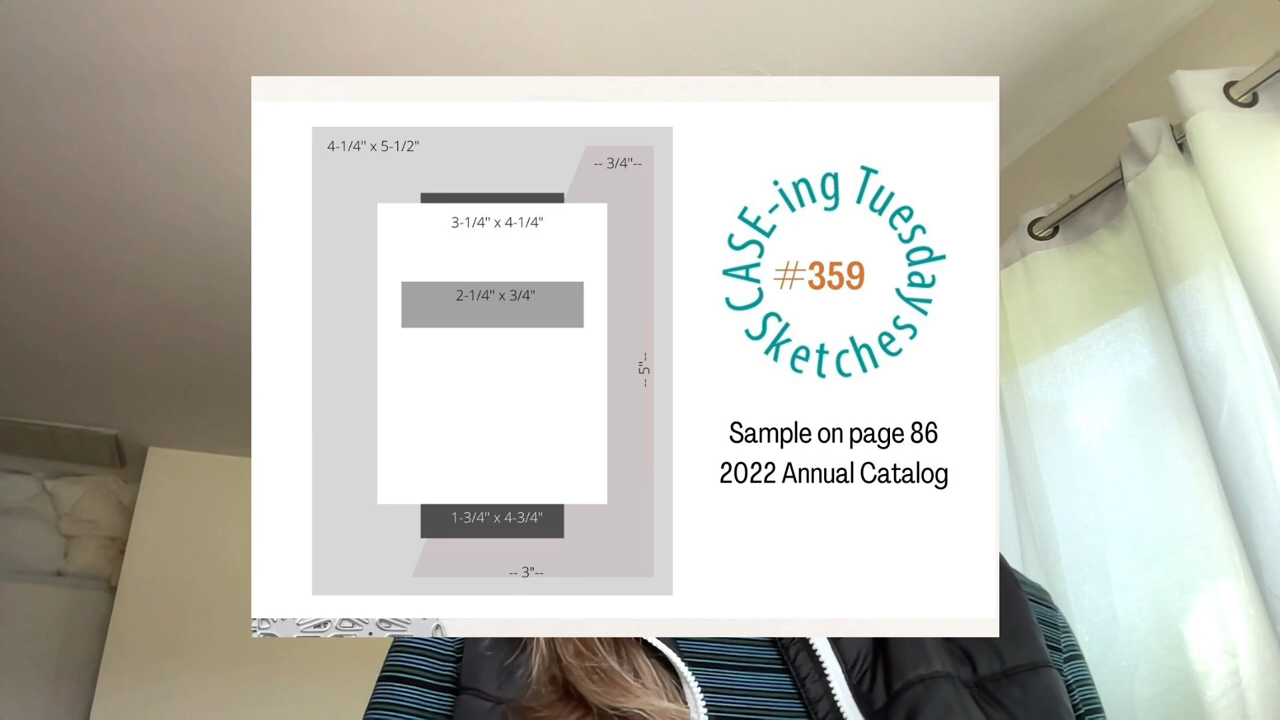 4-1/4" x 5-1/2"
-- 3/4"--
3-1/4" x 4-1/4"
2-1/4" x 3/4"
-- 5"--
1-3/4" x 4-3/4"
-- 3"--
CASE-ing Tuesday Sketches
#359
Sample on page 86
2022 Annual Catalog